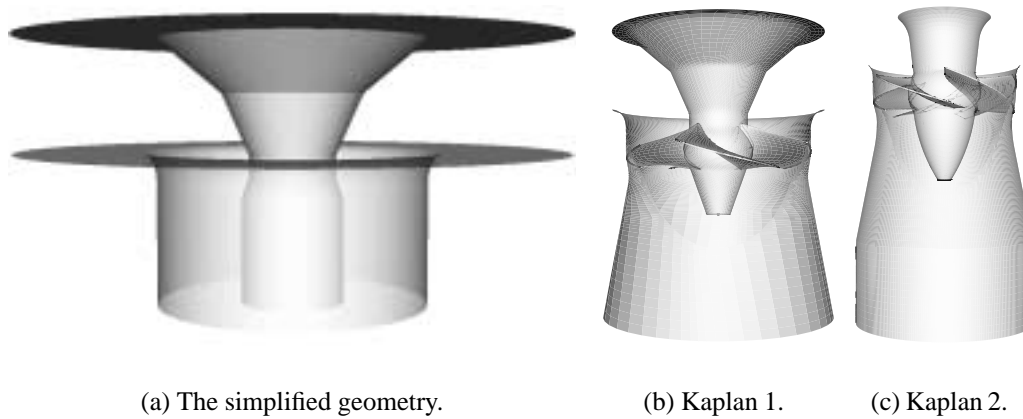 (a) The simplified geometry.
(b) Kaplan 1.
(c) Kaplan 2.